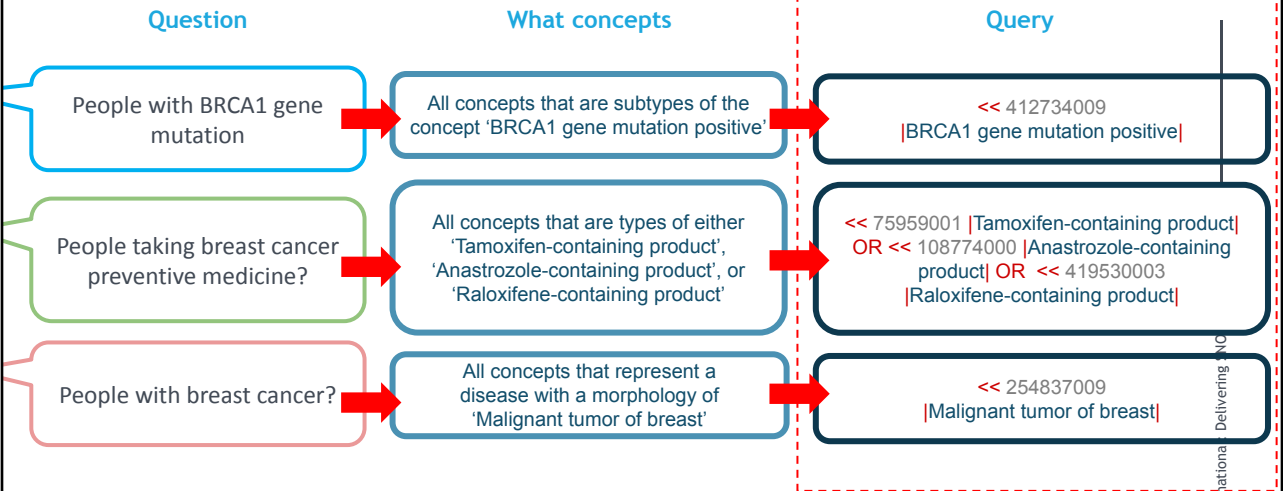 Question
What concepts
Query
People with BRCA1 gene
mutation
All concepts that are subtypes of the
concept ‘BRCA1 gene mutation positive’
<< 412734009
|BRCA1 gene mutation positive|
People taking breast cancer
preventive medicine?
All concepts that are types of either
‘Tamoxifen-containing product’,
‘Anastrozole-containing product’, or
‘Raloxifene-containing product’
<< 75959001 |Tamoxifen-containing product|
OR << 108774000 |Anastrozole-containing
product| OR << 419530003
|Raloxifene-containing product|
People with breast cancer?
All concepts that represent a
disease with a morphology of
‘Malignant tumor of breast’
<< 254837009
|Malignant tumor of breast|
Delivering